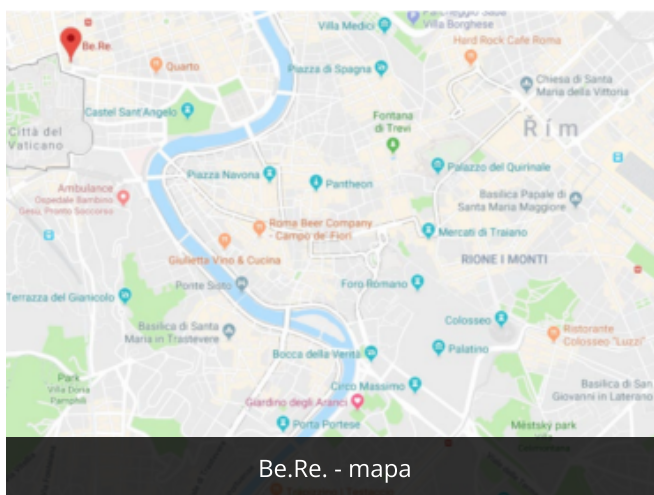 Villa Medici
Parcheggio Saba
Villa Borghese
Be.Re.
Hard Rock Cafe Roma
Quarto
Piazza di Spagna
Chiesa di Santa
Maria della Vittoria
Castel Sant'Angelo
Fontana
di Trevi
Řím
Città del
Vaticano
Palazzo del Quirinale
Piazza Navona
Pantheon
Ambulance
Ospedale Bambino
Gesù, Pronto Soccorso
Basilica Papale di
Santa Maria Maggiore
Roma Beer Company
- Campo de' Fiori
Mercati di Traiano
Giulietta Vino & Cucina
RIONE I MONTI
Ponte Sisto
Foro Romano
Terrazza del Gianicolo
Colosseo
Basilica di Santa
Maria in Trastevere
Ristorante
Colosseo "Luzzi"
Bocca della Verità
Palatino
Park
Villa Doria
Pamphili
Circo Massimo
Basilica di San
Giovanni in Laterano
Giardino degli Aranci
Porta Portese
Městský park
Be.Re. - mapa